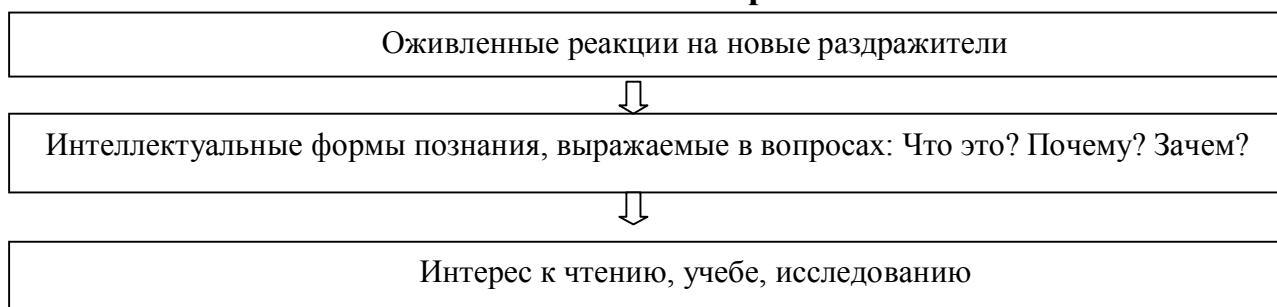 Оживленные реакции на новые раздражители
Интеллектуальные формы познания, выражаемые в вопросах: Что это? Почему? Зачем?
Интерес к чтению, учебе, исследованию